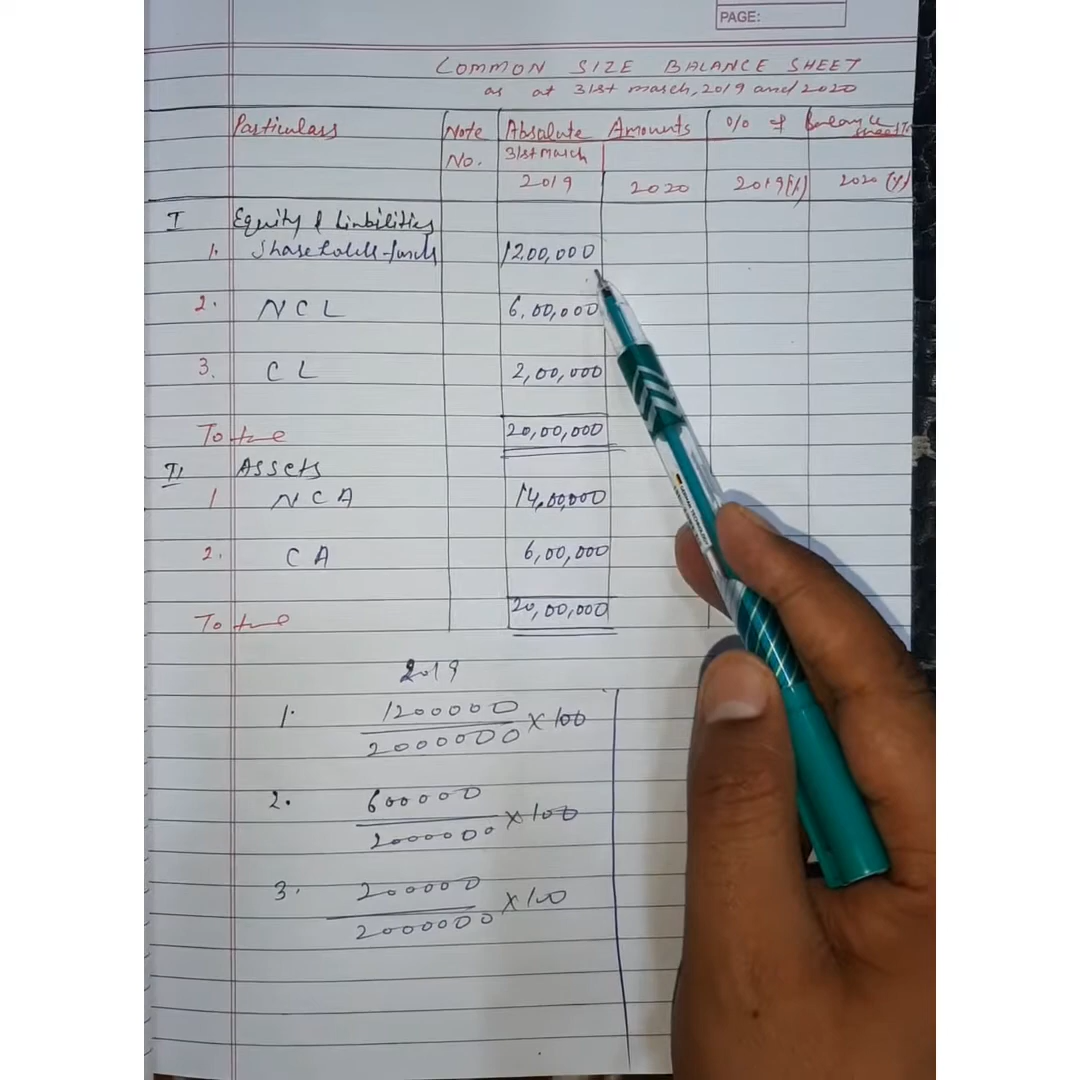 PAGE:
COMMON SIZE BALANCE SHEET
as at 31st march, 2019 and 2020
Particulars Note No. Absolute Amounts % of Balance sheet
31st March
2019 2020 2019(%) 2020 (%)
I Equity & Liabilities
1. Shareholders funds 1200,000
2. NCL 6,00,000
3. CL 2,00,000
Total 20,00,000
II Assets
1 NCA 14,00,000
2. CA 6,00,000
Total 20,00,000
2019
1. 1200000
2000000 × 100
2. 600000
2000000 × 100
3. 200000
2000000 × 100